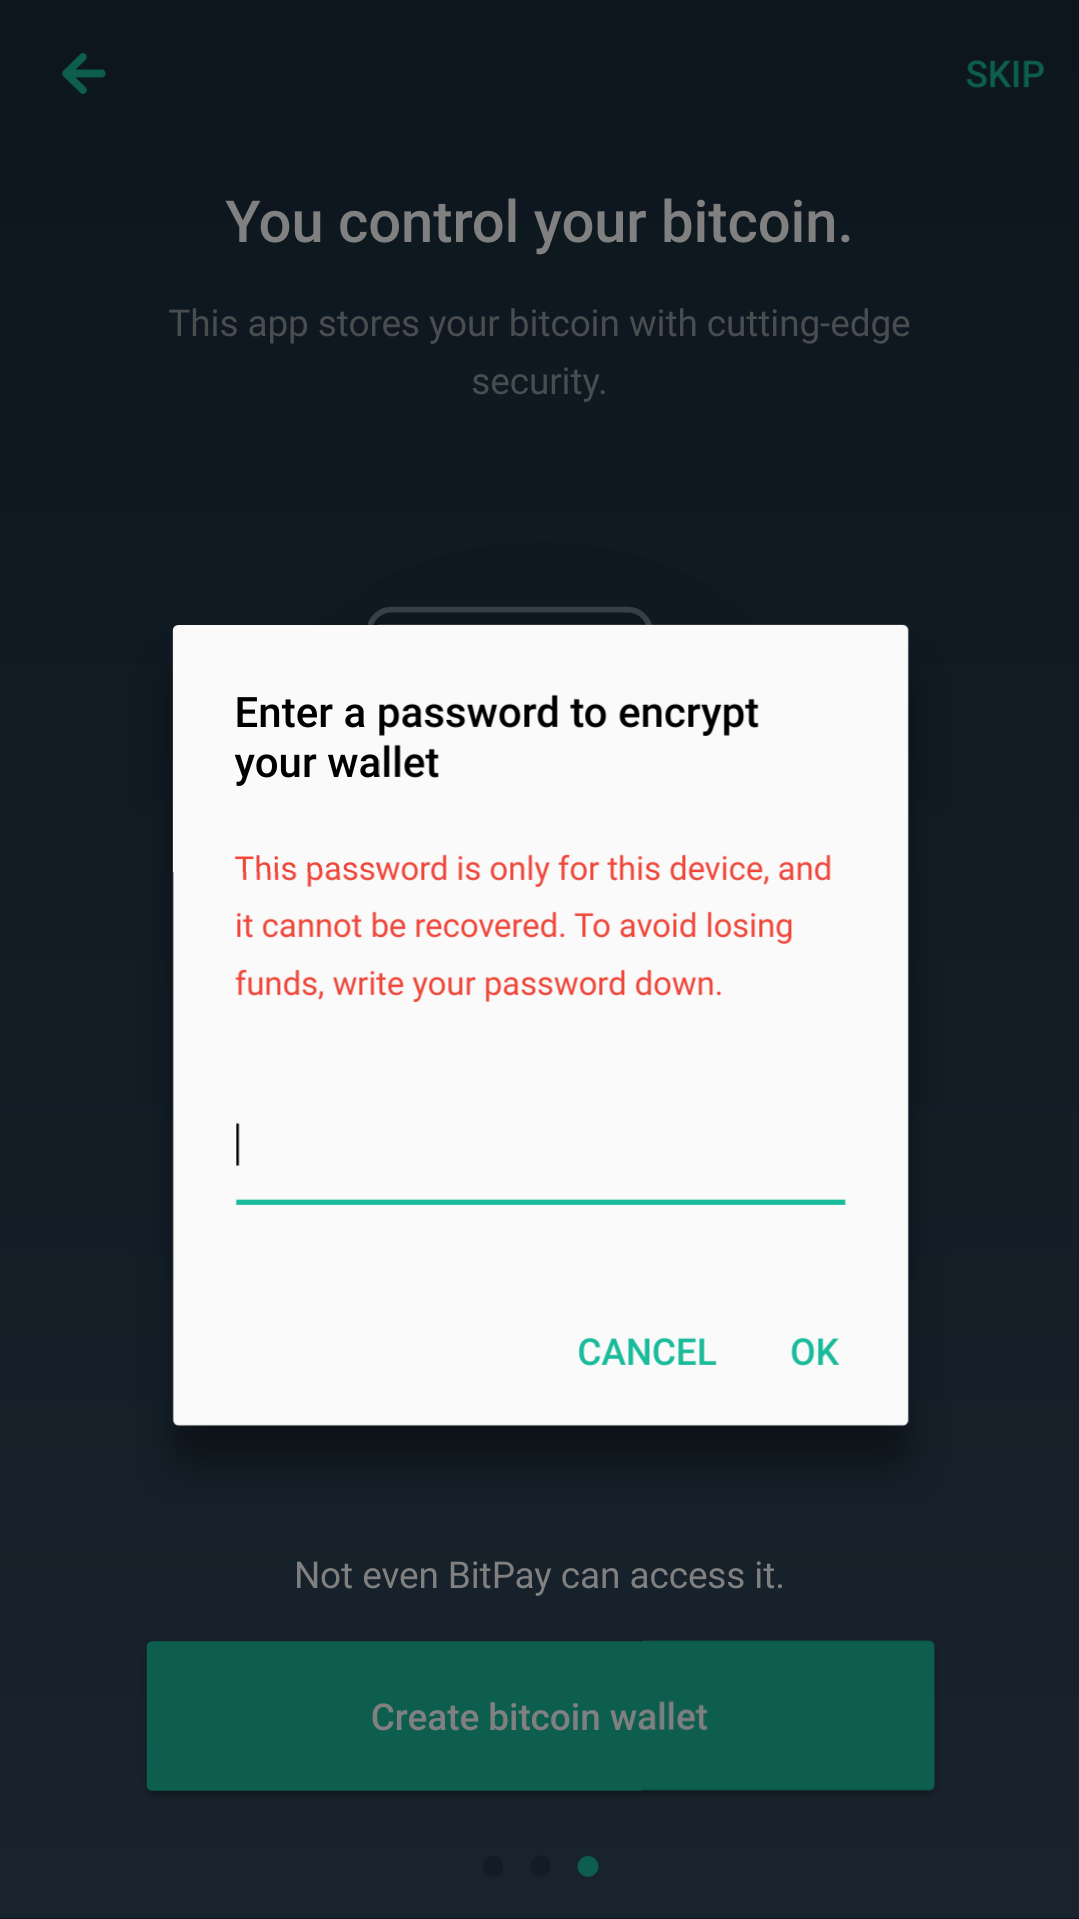 SKIP
You control your bitcoin.
This app stores your bitcoin with cutting-edge
security.
Enter a password to encrypt
your wallet
This password is only for this device, and
it cannot be recovered. To avoid losing
funds, write your password down.
CANCEL OK
Not even BitPay can access it.
Create bitcoin wallet